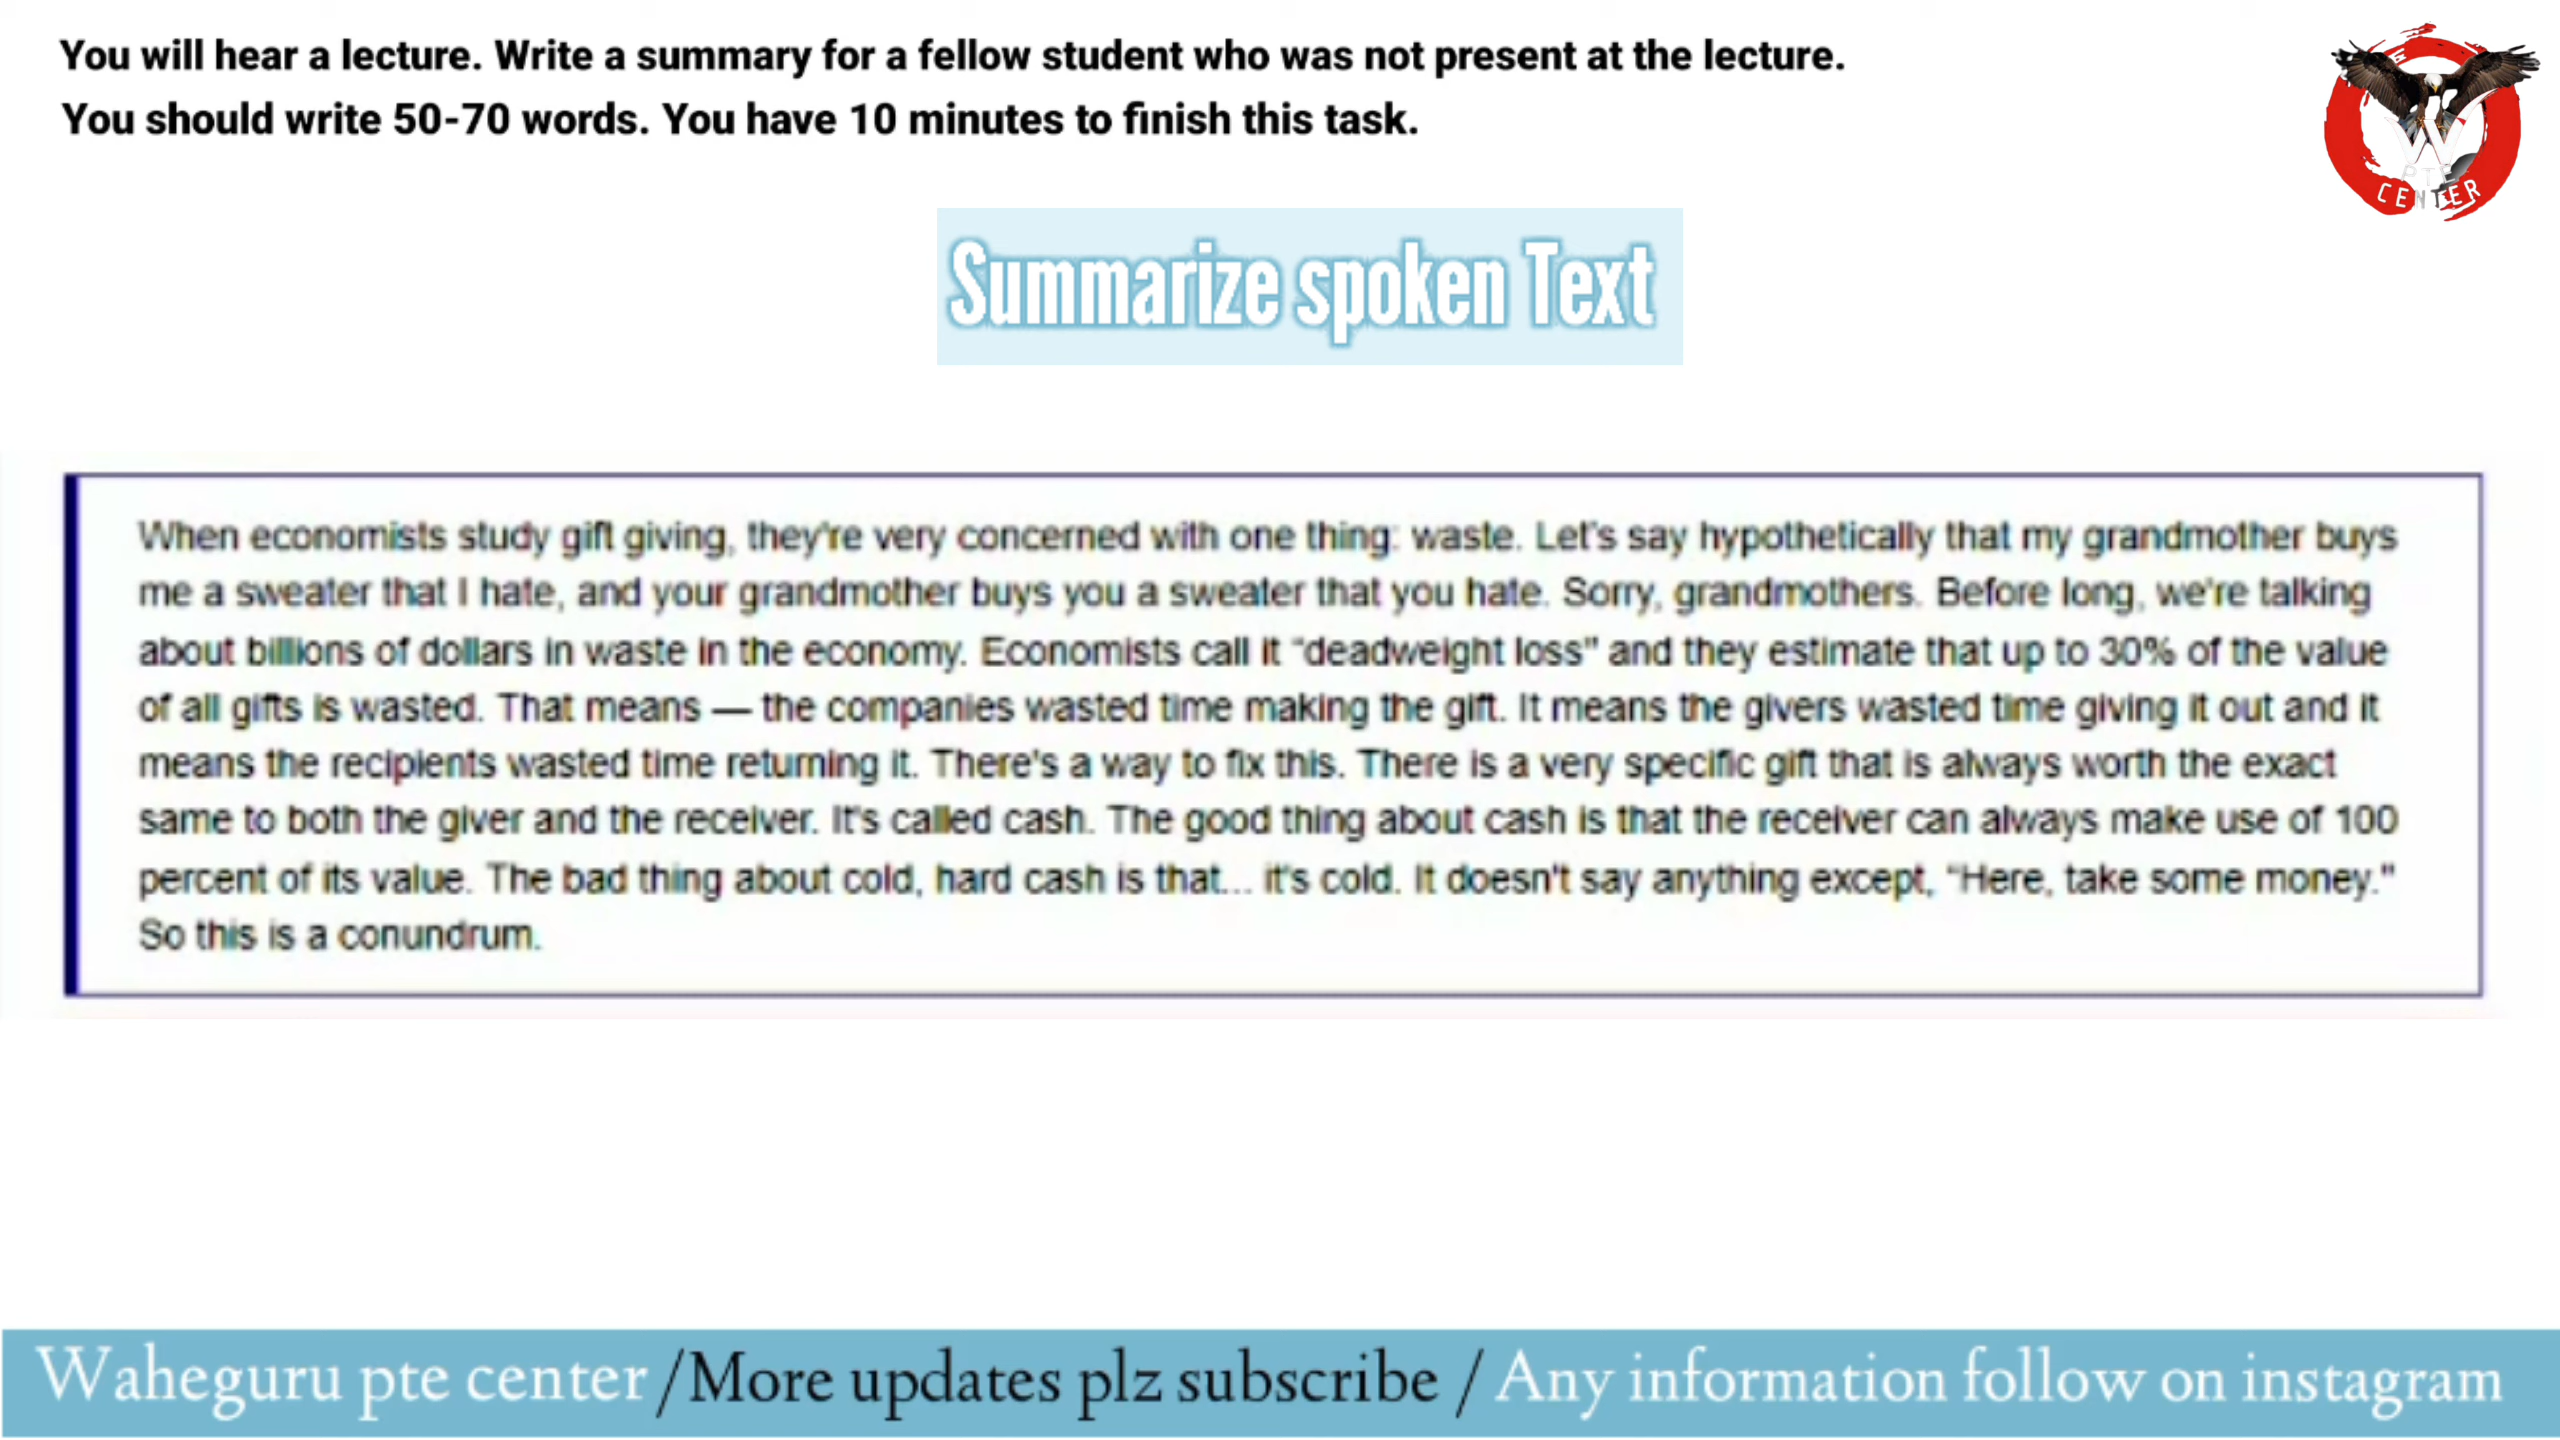 You will hear a lecture. Write a summary for a fellow student who was not present at the lecture.
You should write 50-70 words. You have 10 minutes to finish this task.
W
PTE
CENTER
Summarize spoken Text
When economists study gift giving, they're very concerned with one thing: waste. Let's say hypothetically that my grandmother buys
me a sweater that I hate, and your grandmother buys you a sweater that you hate. Sorry, grandmothers. Before long, we're talking
about billions of dollars in waste in the economy. Economists call it "deadweight loss" and they estimate that up to 30% of the value
of all gifts is wasted. That means — the companies wasted time making the gift. It means the givers wasted time giving it out and it
means the recipients wasted time returning it. There's a way to fix this. There is a very specific gift that is always worth the exact
same to both the giver and the receiver. It's called cash. The good thing about cash is that the receiver can always make use of 100
percent of its value. The bad thing about cold, hard cash is that... it's cold. It doesn't say anything except, "Here, take some money."
So this is a conundrum.
Waheguru pte center /More updates plz subscribe / Any information follow on instagram